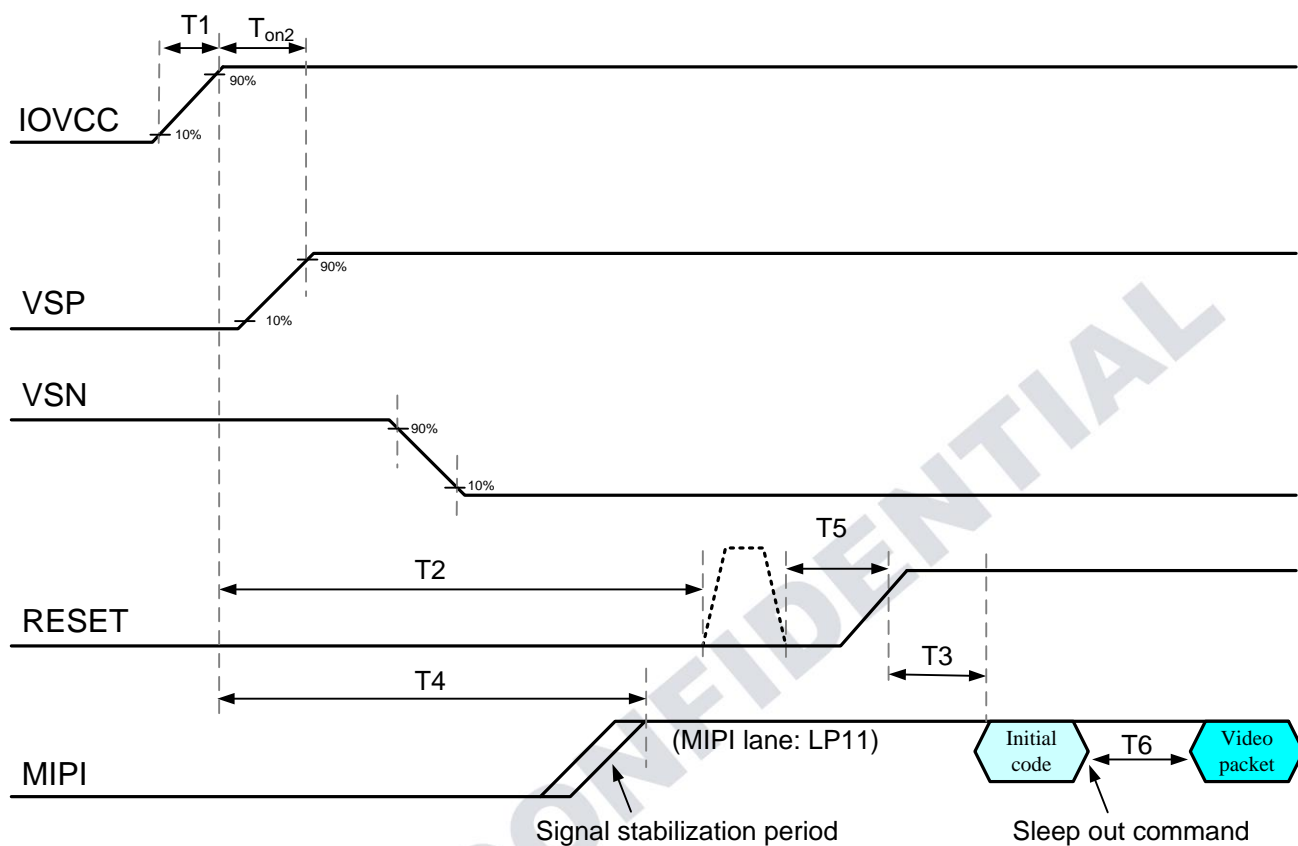 T1
Ton2
90%
IOVCC
10%
90%
VSP
10%
VSN
90%
10%
T5
T2
RESET
T3
T4
(MIPI lane: LP11)
Initial
code
T6
Video
packet
MIPI
Signal stabilization period
Sleep out command
CONFIDENTIAL